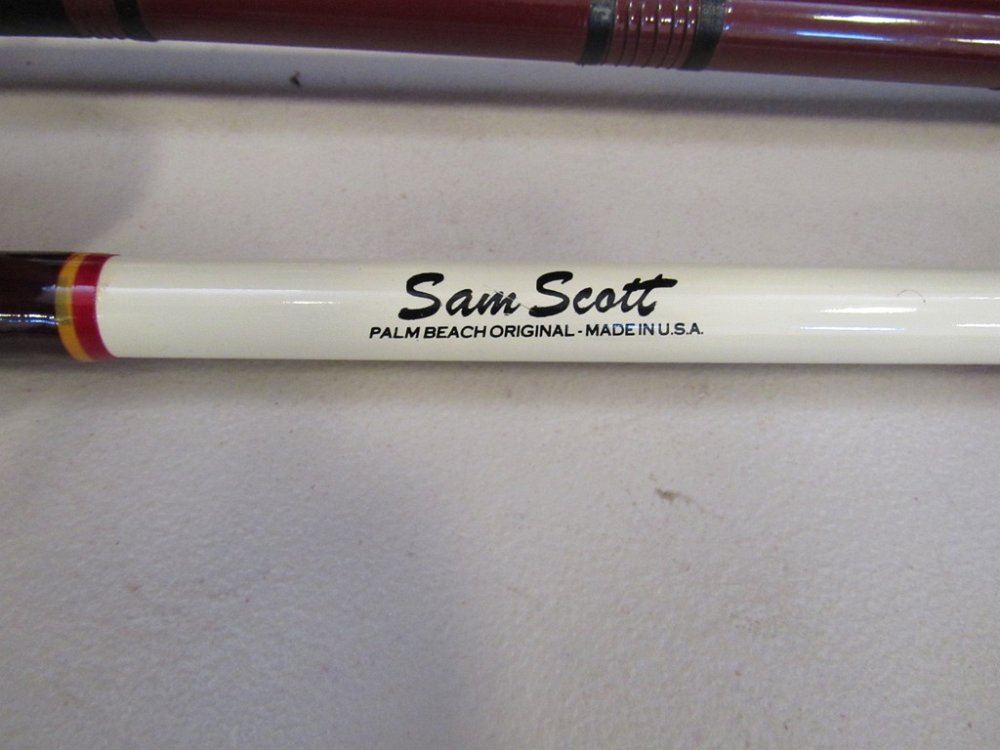 Sam Scott
PALM BEACH ORIGINAL - MADE IN U.S.A.